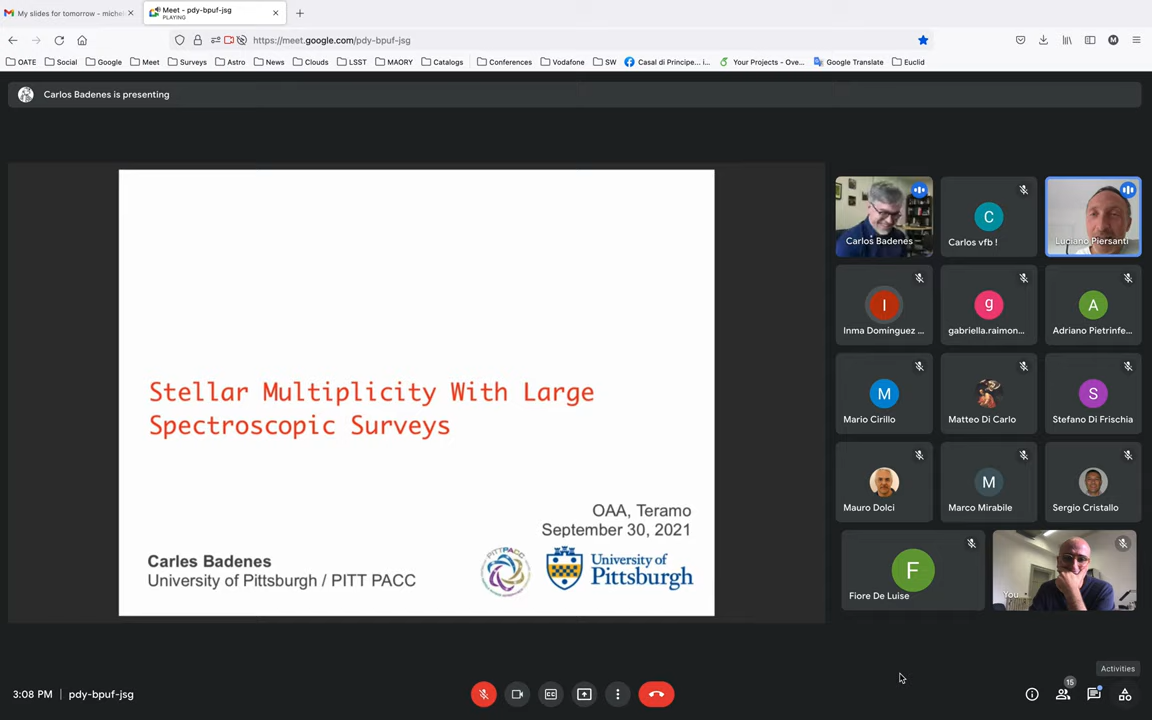 My slides for tomorrow - michel
Meet - pdy-bpuf-jsg
PLAYING
https://meet.google.com/pdy-bpuf-jsg
M
OATE
Social
Google
Meet
Surveys
Astro
News
Clouds
LSST
MAORY
Catalogs
Conferences
Vodafone
SW
Casal di Principe... i...
Your Projects - Ove...
Google Translate
Euclid
Carlos Badenes is presenting
Stellar Multiplicity With Large
Spectroscopic Surveys
OAA, Teramo
September 30, 2021
Carles Badenes
University of Pittsburgh / PITT PACC
PITT PACC
University of
Pittsburgh
Carlos Badenes
C
Carlos vfb !
Luciano Piersanti
I
Inma Domínguez ...
g
gabriella.raimon...
A
Adriano Pietrinfe...
M
Mario Cirillo
Matteo Di Carlo
S
Stefano Di Frischia
Mauro Dolci
M
Marco Mirabile
Sergio Cristallo
F
Fiore De Luise
You
Activities
3:08 PM | pdy-bpuf-jsg
CC
15